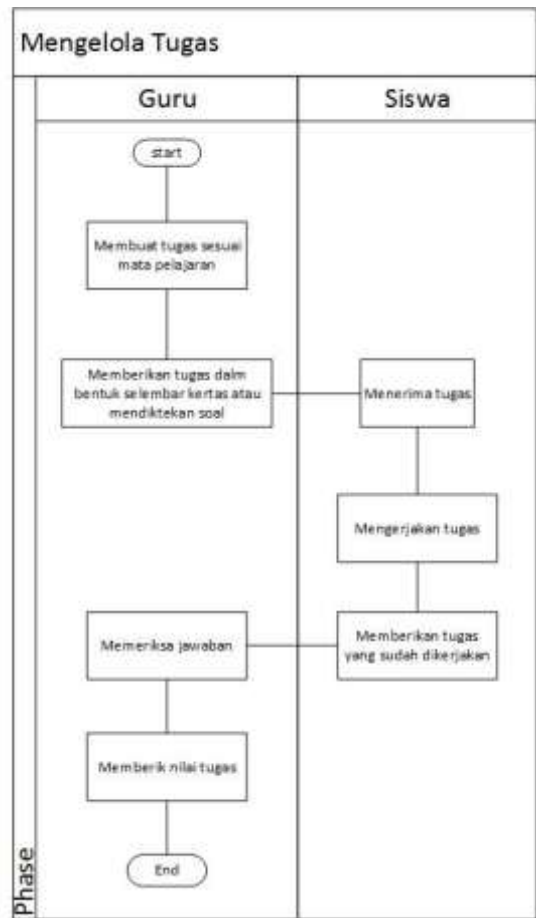 Mengelola Tugas
Guru
Siswa
start
Membuat tugas sesuai
mata pelajaran
Memberikan tugas dalm
bentuk selembar kertas atau
mendiktekan soal
Menerima tugas
Mengerjakan tugas
Memberikan tugas
yang sudah dikerjakan
Memeriksa jawaban
Memberik nilai tugas
End
Phase